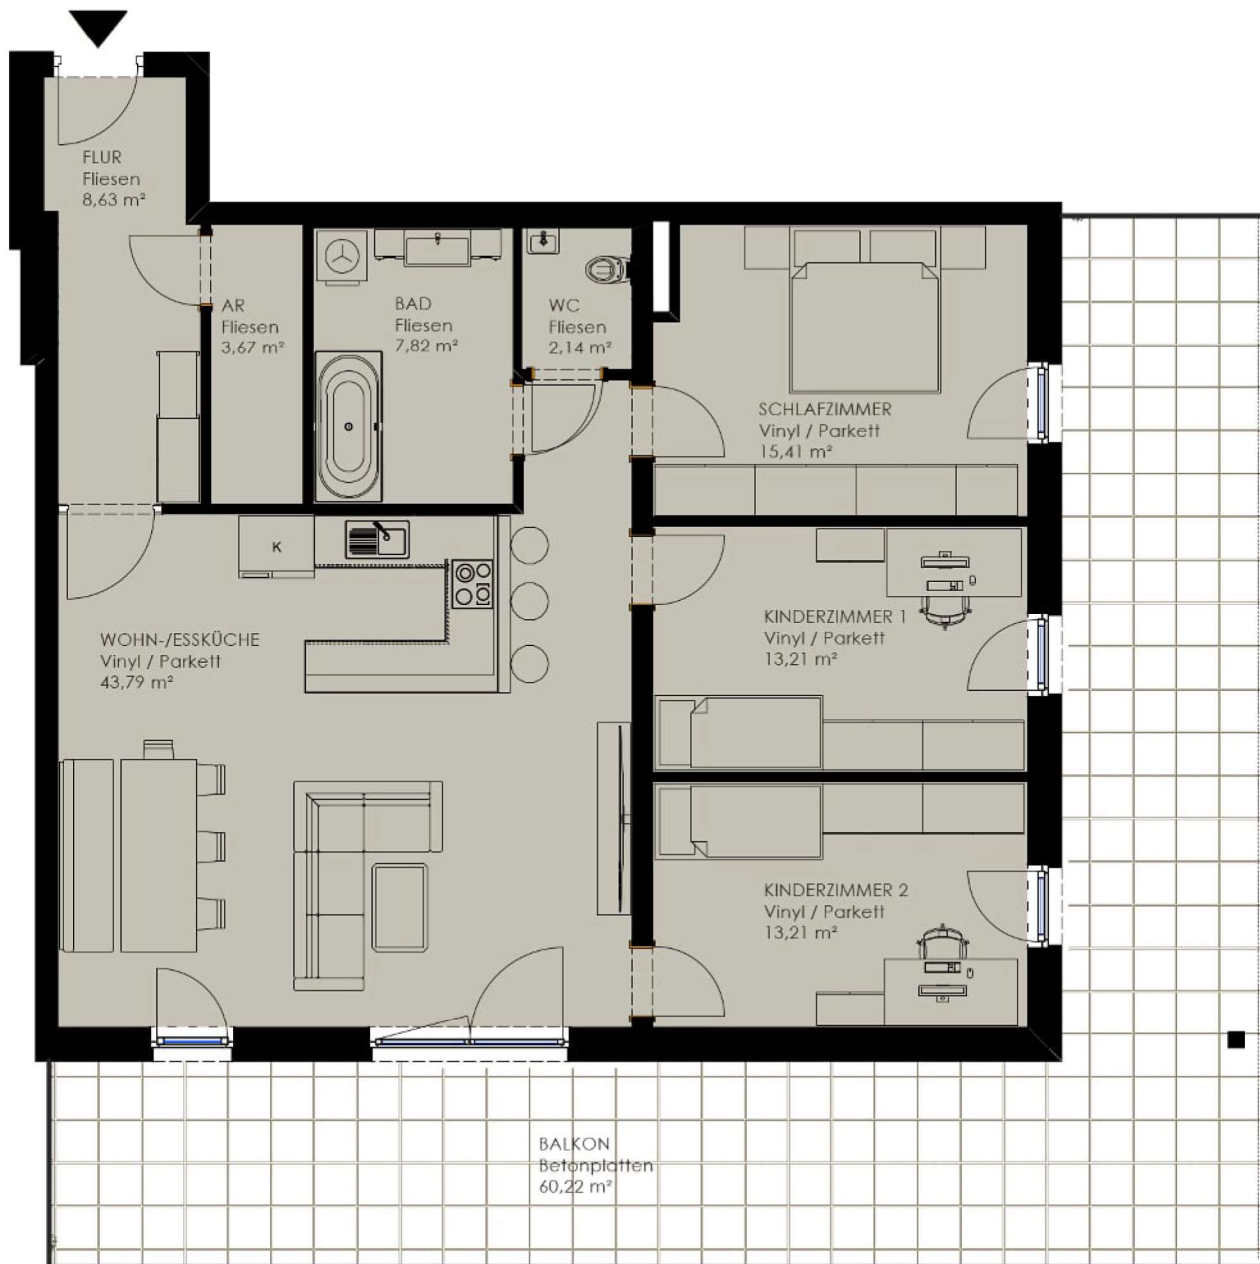 FLUR
Fliesen
8,63 m²
AR
Fliesen
3,67 m²
BAD
Fliesen
7,82 m²
WC
Fliesen
2,14 m²
SCHLAFZIMMER
Vinyl / Parkett
15,41 m²
K
WOHN-/ESSKÜCHE
Vinyl / Parkett
43,79 m²
KINDERZIMMER 1
Vinyl / Parkett
13,21 m²
KINDERZIMMER 2
Vinyl / Parkett
13,21 m²
BALKON
Betonplatten
60,22 m²